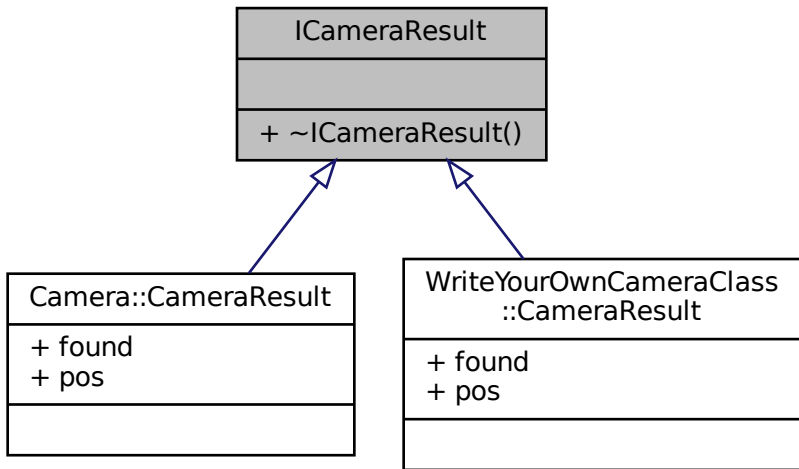 ICameraResult
+ ~ICameraResult()
Camera::CameraResult
+ found
+ pos
WriteYourOwnCameraClass
::CameraResult
+ found
+ pos